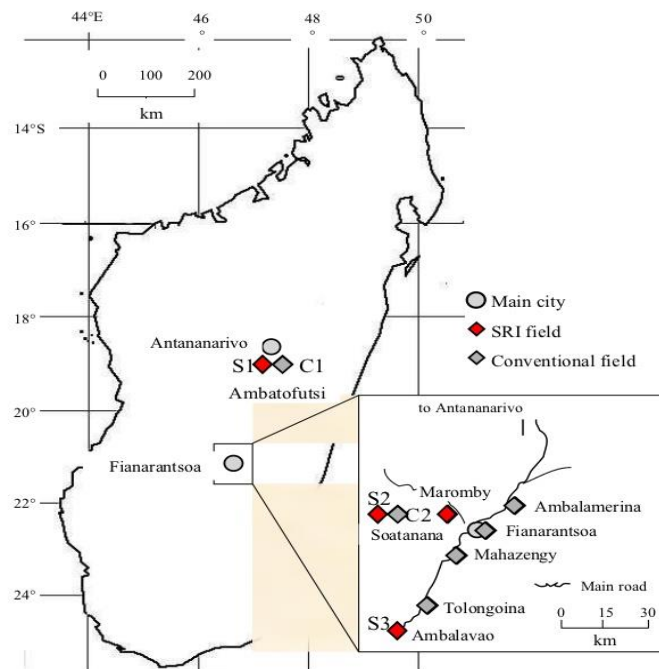 44°E 46 48 50
0 100 200
km
14°S
16°
18°
20°
22°
24°
Main city
SRI field
Conventional field
Antananarivo
S1 C1
Ambatofutsi
Fianarantsoa
to Antananarivo
Maromby
S2
C2
Soatanana
Ambalamerina
Fianarantsoa
Mahazengy
Main road
Tolongoina
0 15 30
km
S3
Ambalavao